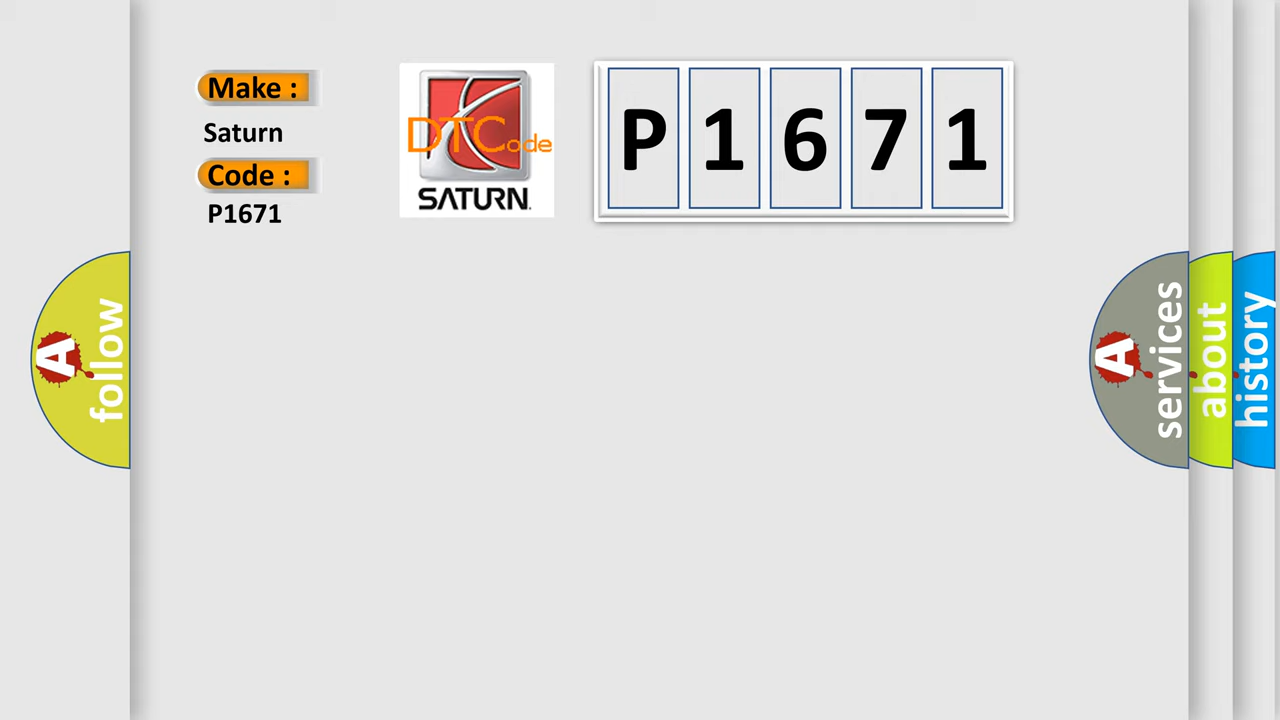 Make :
Saturn
Code :
P1671
DTCode
SATURN
P 1 6 7 1
A follow
A services
about
history